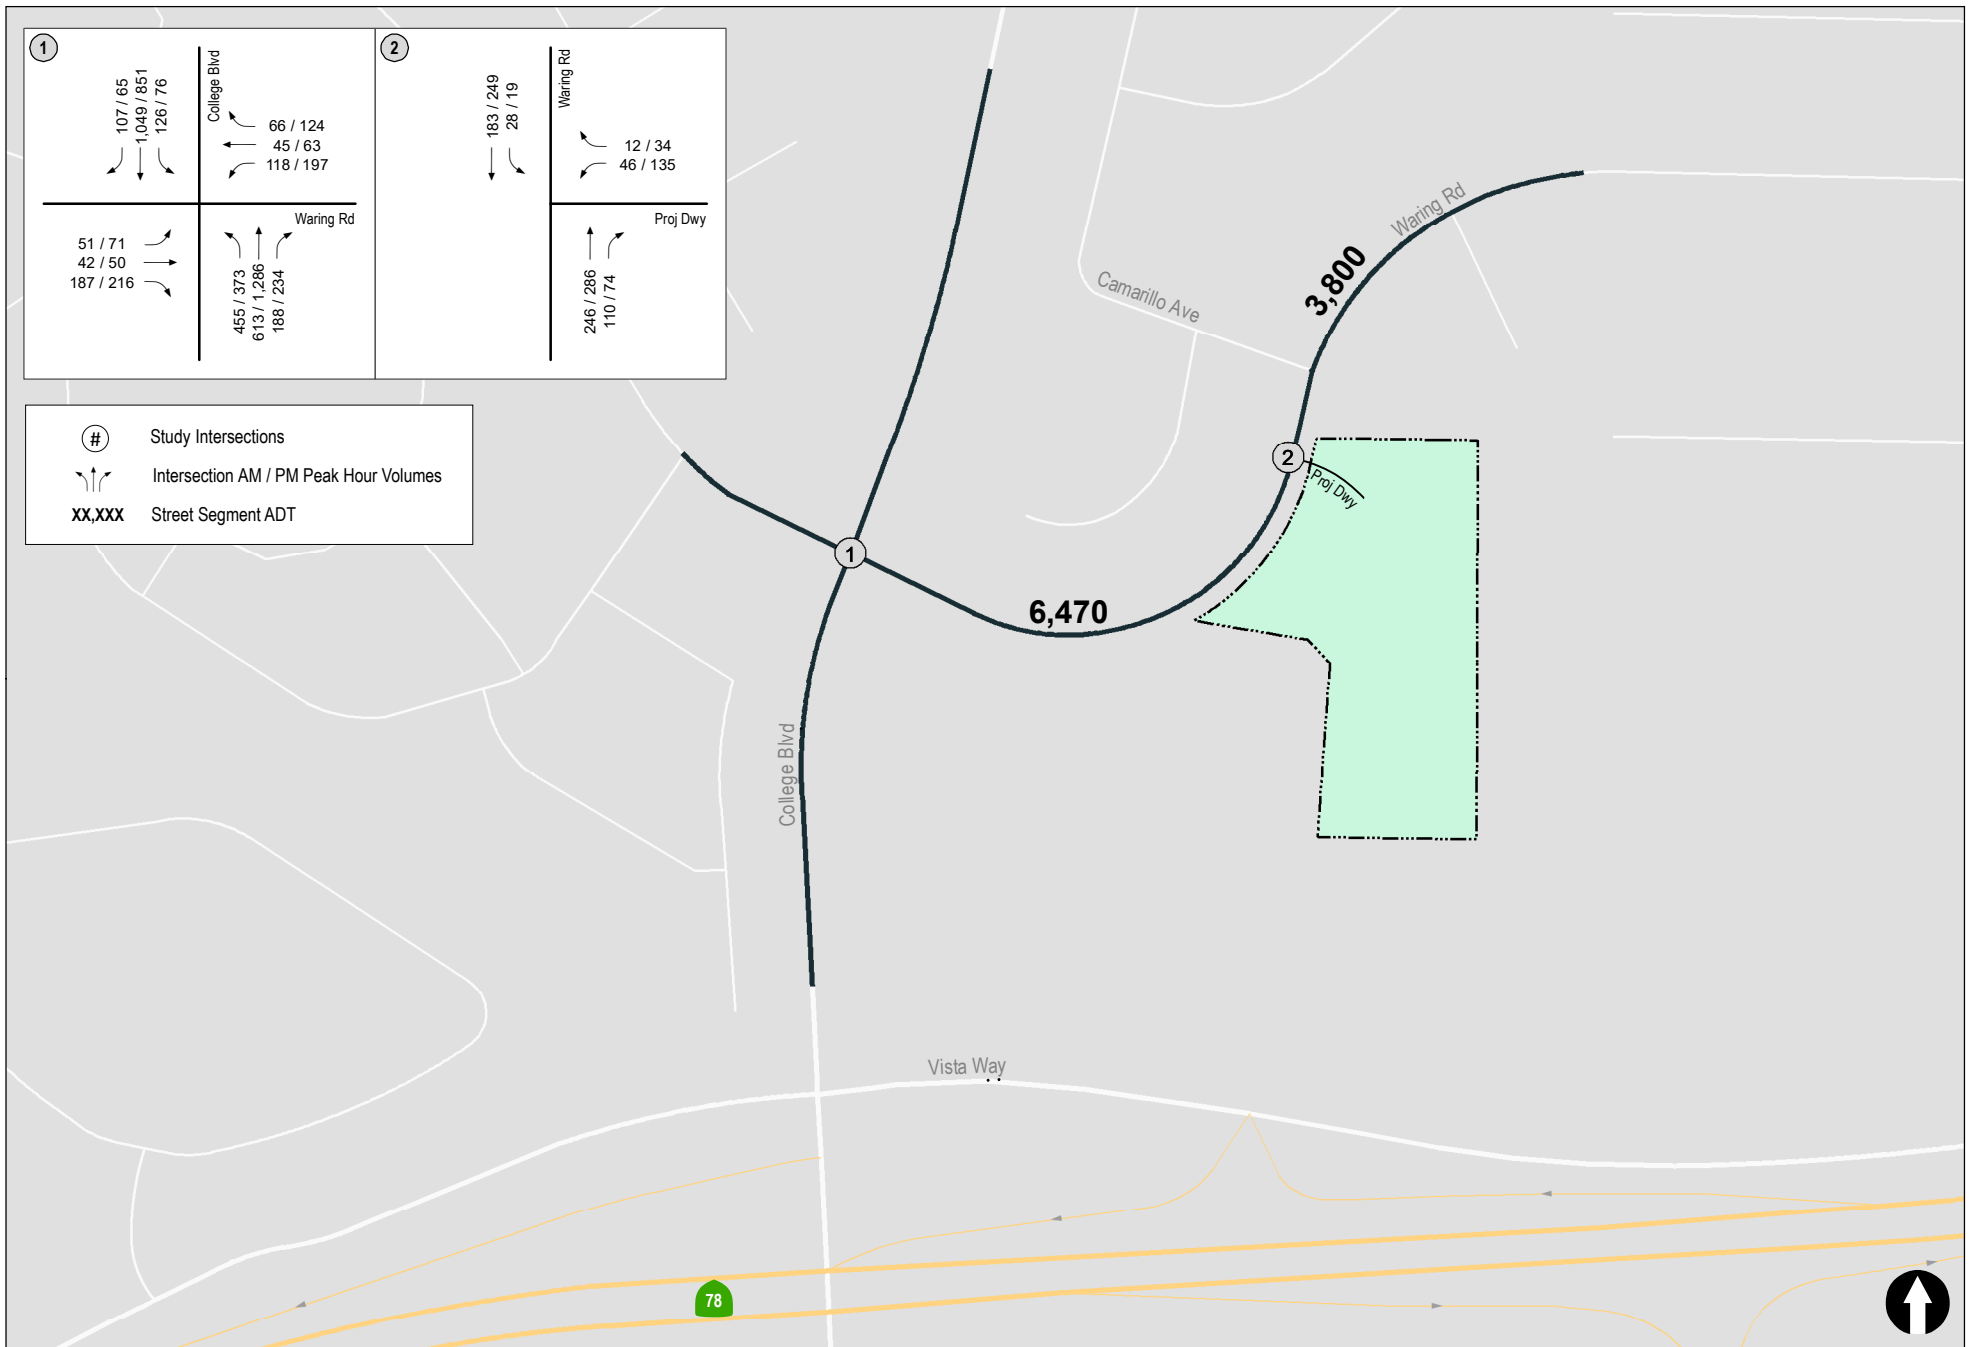 1
College Blvd
107 / 65
1,049 / 851
126 / 76
66 / 124
45 / 63
118 / 197
Waring Rd
51 / 71
42 / 50
187 / 216
455 / 373
613 / 1,286
188 / 234
2
Waring Rd
183 / 249
28 / 19
12 / 34
46 / 135
Proj Dwy
246 / 286
110 / 74
# Study Intersections
Intersection AM / PM Peak Hour Volumes
XX,XXX Street Segment ADT
Waring Rd
3,800
Camarillo Ave
2
Proj Dwy
1
6,470
College Blvd
Vista Way
78